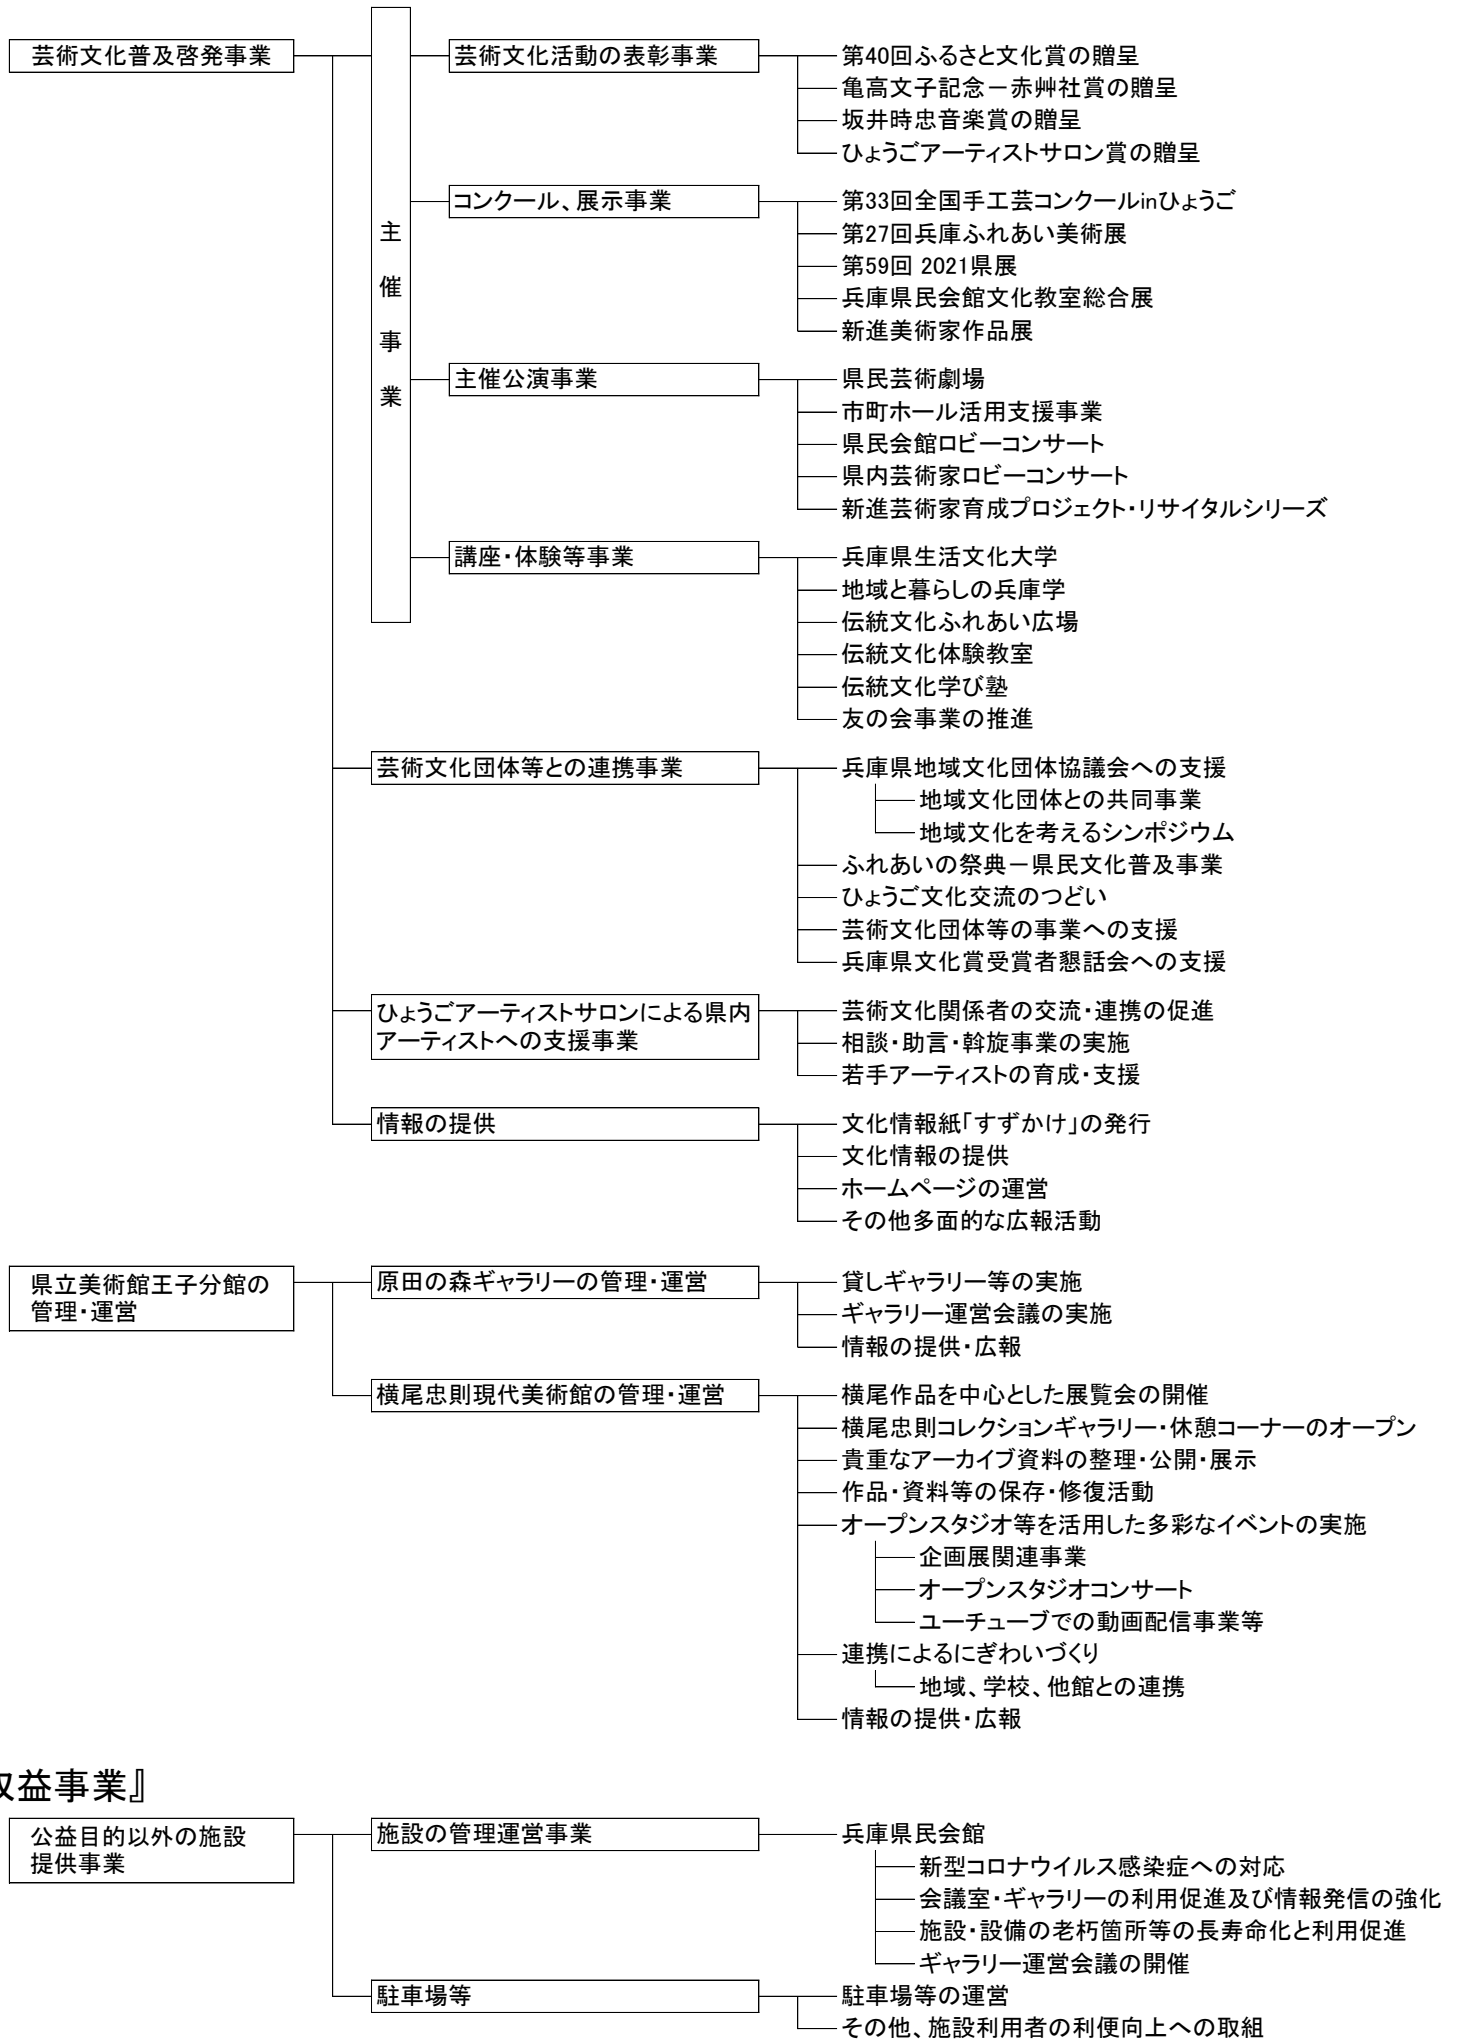 芸術文化普及啓発事業
主催事業
芸術文化活動の表彰事業
第40回ふるさと文化賞の贈呈
亀高文子記念－赤艸社賞の贈呈
坂井時忠音楽賞の贈呈
ひょうごアーティストサロン賞の贈呈
コンクール、展示事業
第33回全国手工芸コンクールinひょうご
第27回兵庫ふれあい美術展
第59回 2021県展
兵庫県民会館文化教室総合展
新進美術家作品展
主催公演事業
県民芸術劇場
市町ホール活用支援事業
県民会館ロビーコンサート
県内芸術家ロビーコンサート
新進芸術家育成プロジェクト・リサイタルシリーズ
講座・体験等事業
兵庫県生活文化大学
地域と暮らしの兵庫学
伝統文化ふれあい広場
伝統文化体験教室
伝統文化学び塾
友の会事業の推進
芸術文化団体等との連携事業
兵庫県地域文化団体協議会への支援
地域文化団体との共同事業
地域文化を考えるシンポジウム
ふれあいの祭典－県民文化普及事業
ひょうご文化交流のつどい
芸術文化団体等の事業への支援
兵庫県文化賞受賞者懇話会への支援
ひょうごアーティストサロンによる県内
アーティストへの支援事業
芸術文化関係者の交流・連携の促進
相談・助言・斡旋事業の実施
若手アーティストの育成・支援
情報の提供
文化情報紙「すずかけ」の発行
文化情報の提供
ホームページの運営
その他多面的な広報活動
県立美術館王子分館の
管理・運営
原田の森ギャラリーの管理・運営
貸しギャラリー等の実施
ギャラリー運営会議の実施
情報の提供・広報
横尾忠則現代美術館の管理・運営
横尾作品を中心とした展覧会の開催
横尾忠則コレクションギャラリー・休憩コーナーのオープン
貴重なアーカイブ資料の整理・公開・展示
作品・資料等の保存・修復活動
オープンスタジオ等を活用した多彩なイベントの実施
企画展関連事業
オープンスタジオコンサート
ユーチューブでの動画配信事業等
連携によるにぎわいづくり
地域、学校、他館との連携
情報の提供・広報
収益事業』
公益目的以外の施設
提供事業
施設の管理運営事業
兵庫県民会館
新型コロナウイルス感染症への対応
会議室・ギャラリーの利用促進及び情報発信の強化
施設・設備の老朽箇所等の長寿命化と利用促進
ギャラリー運営会議の開催
駐車場等
駐車場等の運営
その他、施設利用者の利便向上への取組